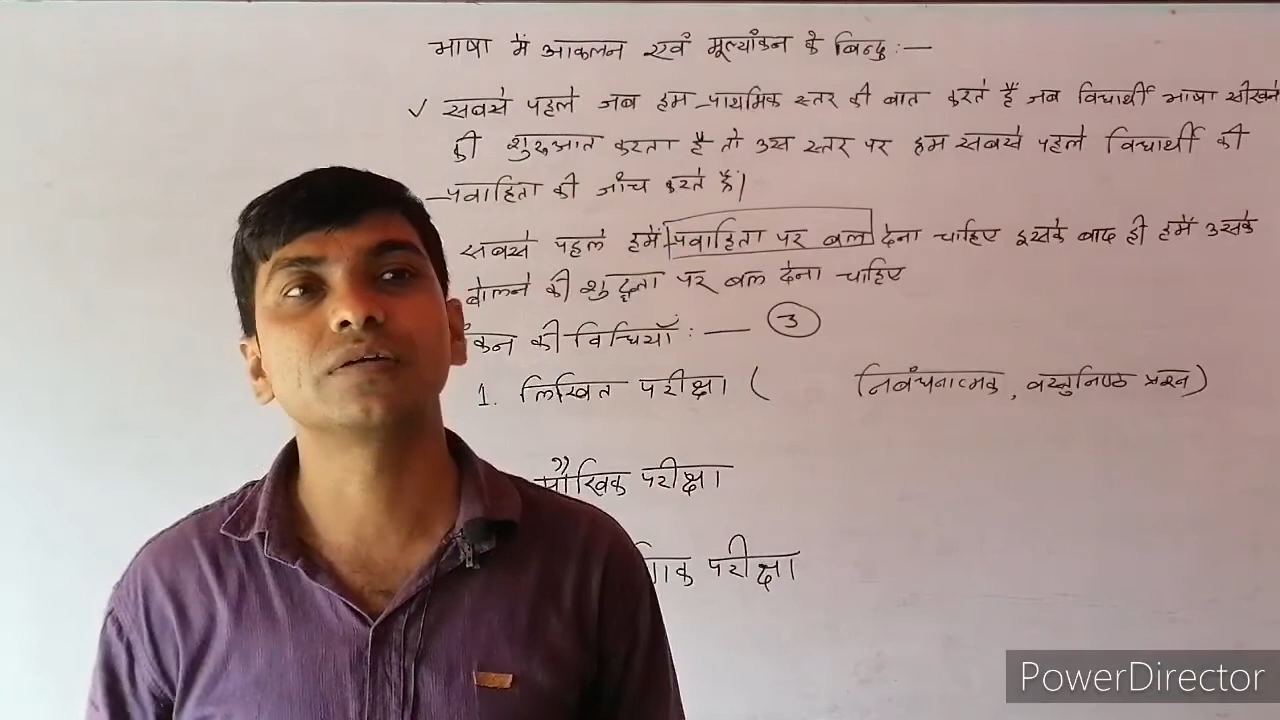 भाषा में आकलन एवं मूल्यांकन के बिन्दु :—
✓ सबसे पहले जब हम प्राथमिक स्तर की बात करते हैं जब विद्यार्थी भाषा सीखने
की शुरुआत करता है तो उस स्तर पर हम सबसे पहले विद्यार्थी की
प्रवाहिता की जाँच करते हैं।
सबसे पहले हमें प्रवाहिता पर बल देना चाहिए इसके बाद ही हमें उसके
बोलने की शुद्धता पर बल देना चाहिए
कन की विधियाँ :— 3
1. लिखित परीक्षा ( निबंधनात्मक, वस्तुनिष्ठ प्रश्न)
मौखिक परीक्षा
परीक्षा
PowerDirector